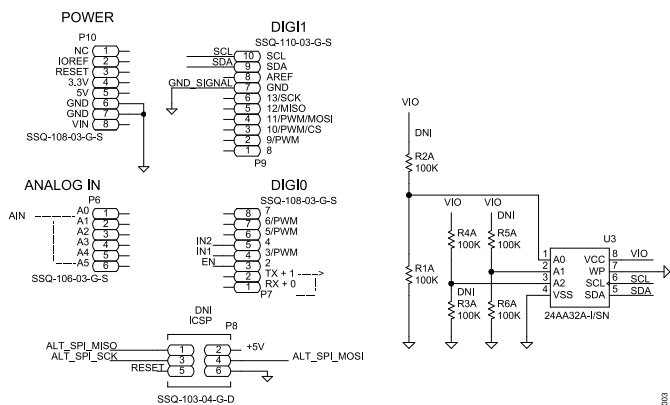 POWER
P10
NC 1
IOREF 2
RESET 3
3.3V 4
5V 5
GND 6
GND 7
VIN 8
SSQ-108-03-G-S
DIGI1
SSQ-110-03-G-S
SCL 10 SCL
SDA 9 SDA
8 AREF
GND_SIGNAL 7 GND
6 13/SCK
5 12/MISO
4 11/PWM/MOSI
3 10/PWM/CS
2 9/PWM
1 8
P9
ANALOG IN
P6
AIN A0 1
A1 2
A2 3
A3 4
A4 5
A5 6
SSQ-106-03-G-S
DIGI0
SSQ-108-03-G-S
8 7
7 6/PWM
6 5/PWM
IN2 5 4
IN1 4 3/PWM
EN 3 2
2 TX + 1
1 RX + 0
P7
DNI
ICSP
P8
ALT_SPI_MISO 1 2 +5V
ALT_SPI_SCK 3 4 ALT_SPI_MOSI
RESET 5 6
SSQ-103-04-G-D
VIO
DNI
R2A
100K
R1A
100K
VIO
R4A
100K
DNI
R3A
100K
VIO
DNI
R5A
100K
R6A
100K
U3
1 A0 VCC 8 VIO
2 A1 WP 7
3 A2 SCL 6 SCL
4 VSS SDA 5 SDA
24AA32A-I/SN
003